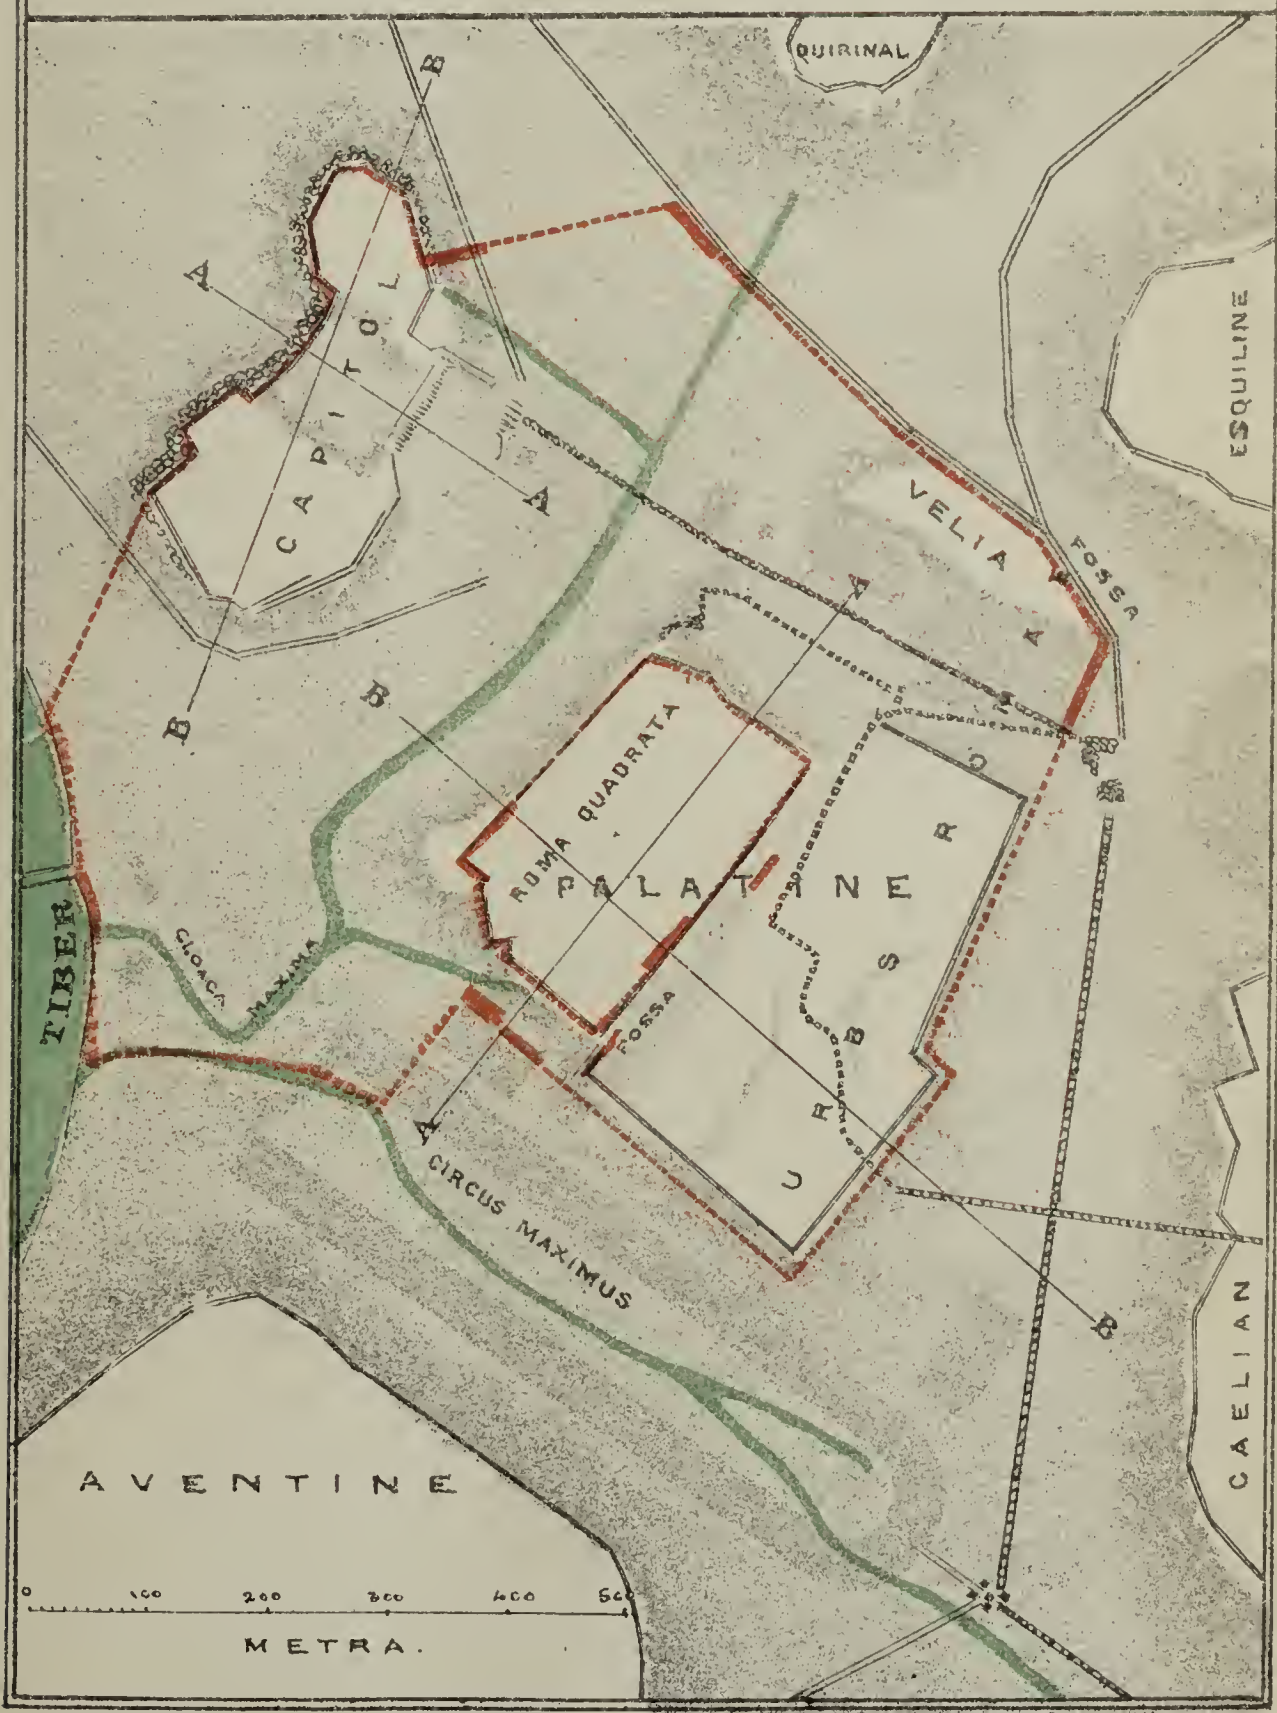 QUIRINAL
B
A
CAPITOL
ESQUILINE
A
VELIA
FOSSA
A
B
B
ROMA QUADRATA
PALATINE
TIBER
CLOACA MAXIMA
FOSSA
A
CIRCUS MAXIMUS
B
CAELIAN
AVENTINE
0 100 200 300 400 500
METRA.